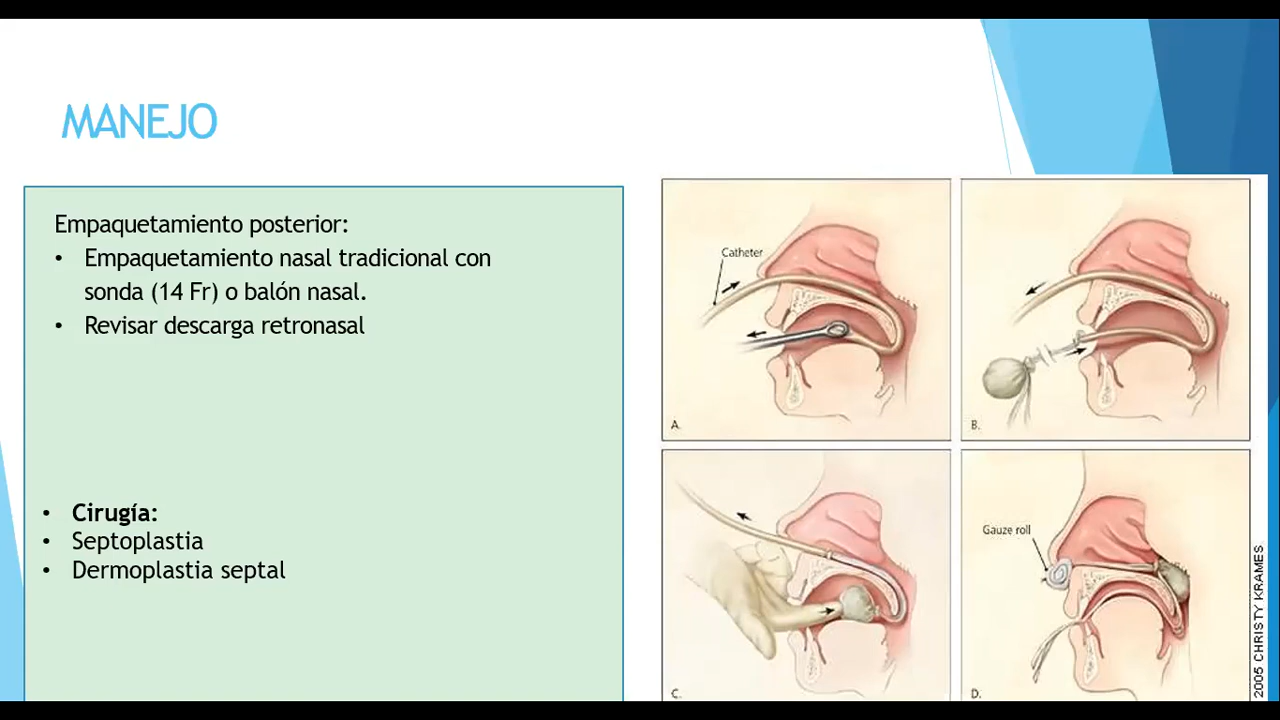 MANEJO
Empaquetamiento posterior:
• Empaquetamiento nasal tradicional con
sonda (14 Fr) o balón nasal.
• Revisar descarga retronasal
• Cirugía:
• Septoplastia
• Dermoplastia septal
Catheter
A.
B.
C.
Gauze roll
D.
2005 CHRISTY KRAMES